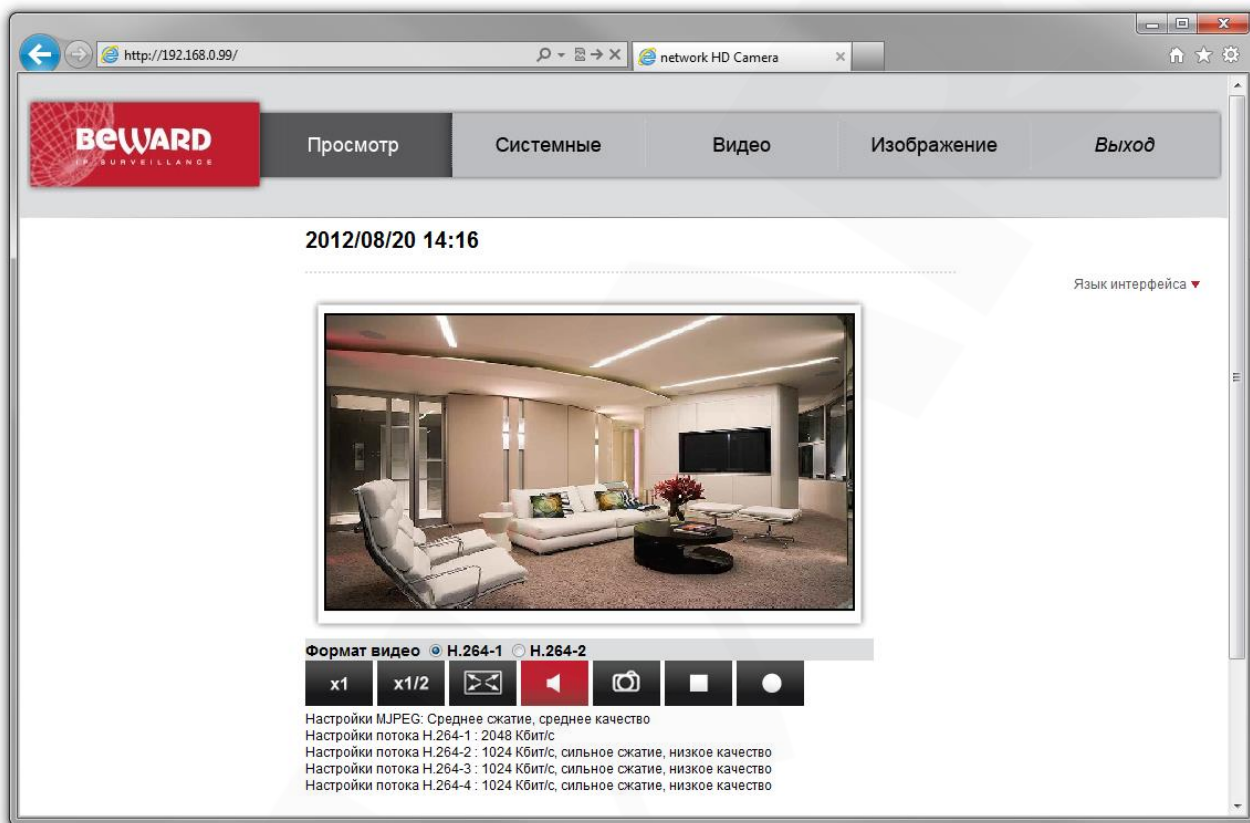 http://192.168.0.99/
network HD Camera
BEWARD
IP SURVEILLANCE
Просмотр
Системные
Видео
Изображение
Выход
2012/08/20 14:16
Язык интерфейса
Формат видео H.264-1 H.264-2
x1 x1/2
Настройки MJPEG: Среднее сжатие, среднее качество
Настройки потока H.264-1 : 2048 Кбит/с
Настройки потока H.264-2 : 1024 Кбит/с, сильное сжатие, низкое качество
Настройки потока H.264-3 : 1024 Кбит/с, сильное сжатие, низкое качество
Настройки потока H.264-4 : 1024 Кбит/с, сильное сжатие, низкое качество